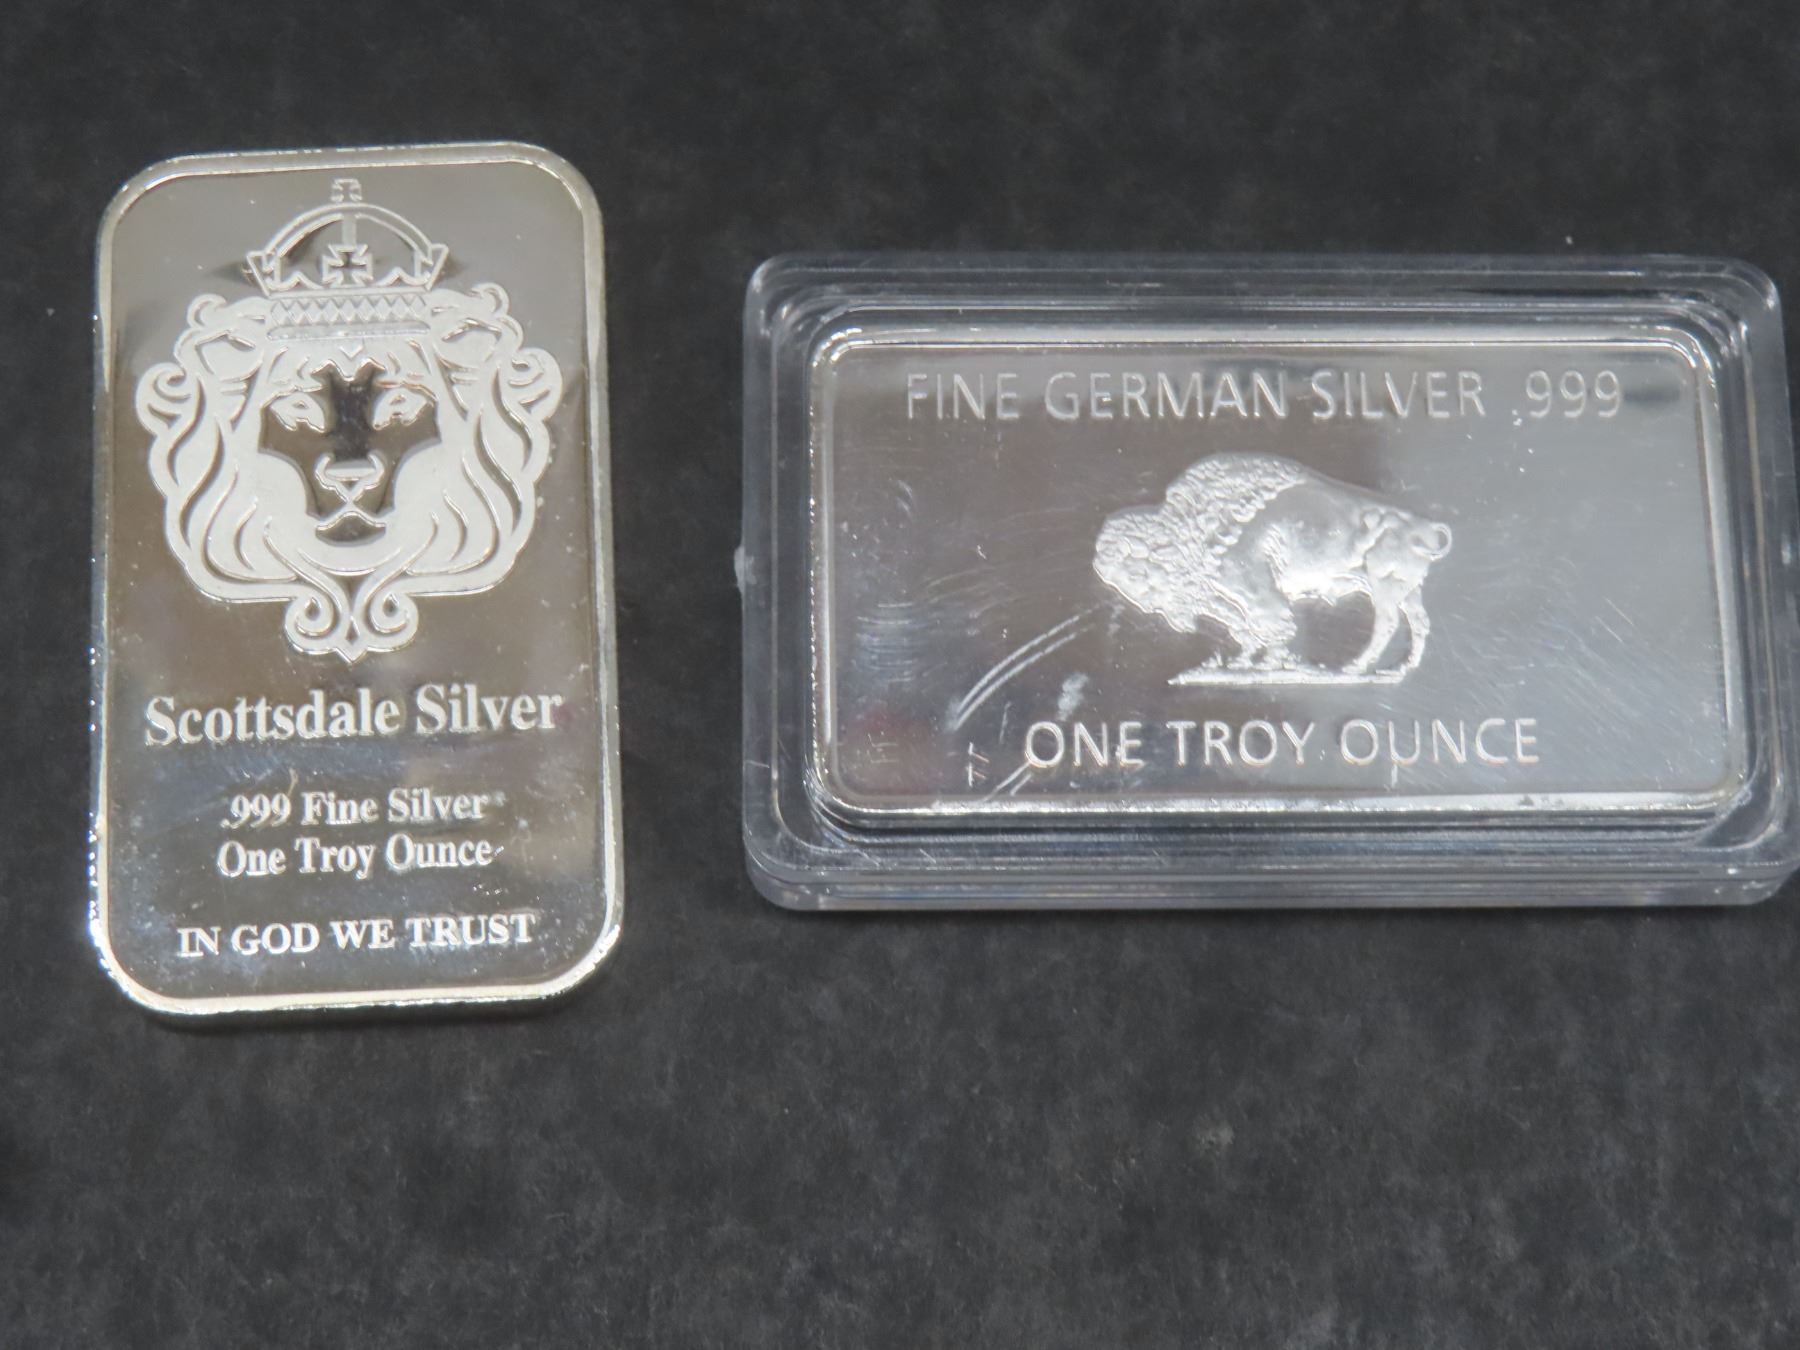 Scottsdale Silver
.999 Fine Silver
One Troy Ounce
IN GOD WE TRUST
FINE GERMAN SILVER .999
ONE TROY OUNCE